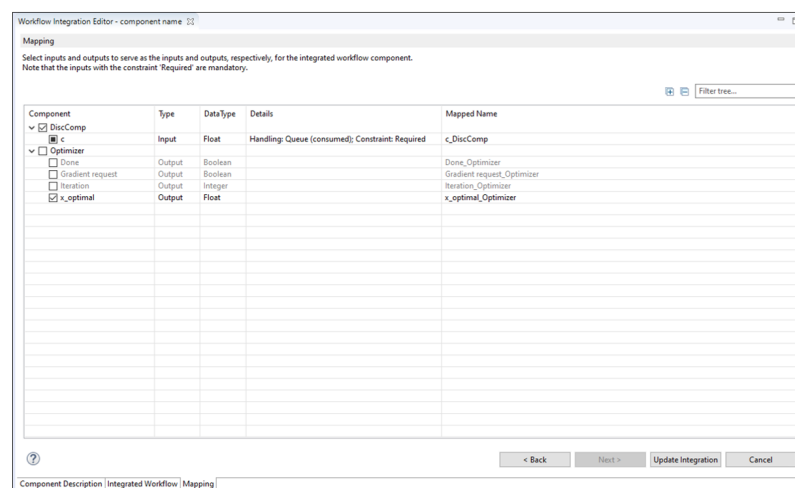 Workflow Integration Editor - component name
Mapping
Select inputs and outputs to serve as the inputs and outputs, respectively, for the integrated workflow component.
Note that the inputs with the constraint 'Required' are mandatory.
Filter tree...
Component Type DataType Details Mapped Name
DiscComp
c Input Float Handling: Queue (consumed); Constraint: Required c_DiscComp
Optimizer
Done Output Boolean Done_Optimizer
Gradient request Output Boolean Gradient request_Optimizer
Iteration Output Integer Iteration_Optimizer
x_optimal Output Float x_optimal_Optimizer
? < Back Next > Update Integration Cancel
Component Description Integrated Workflow Mapping